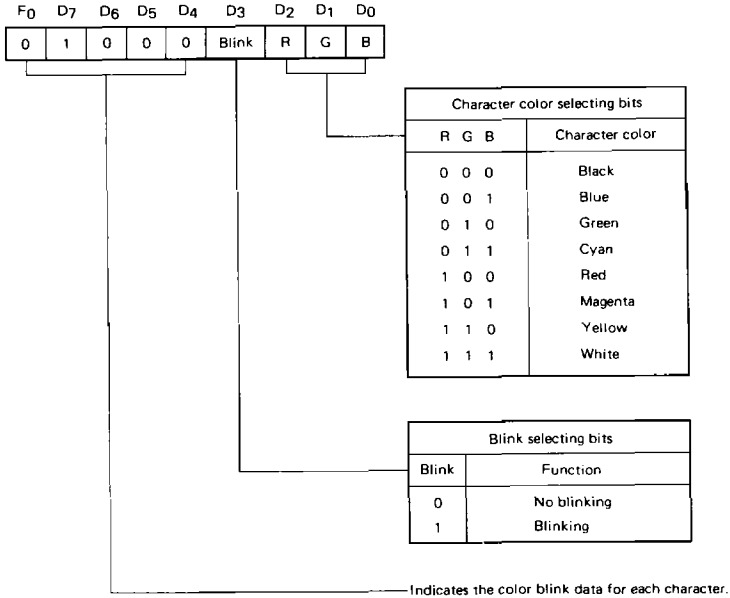 F0 D7 D6 D5 D4 D3 D2 D1 D0
0 1 0 0 0 Blink R G B
Character color selecting bits
R G B Character color
0 0 0 Black
0 0 1 Blue
0 1 0 Green
0 1 1 Cyan
1 0 0 Red
1 0 1 Magenta
1 1 0 Yellow
1 1 1 White
Blink selecting bits
Blink Function
0 No blinking
1 Blinking
Indicates the color blink data for each character.